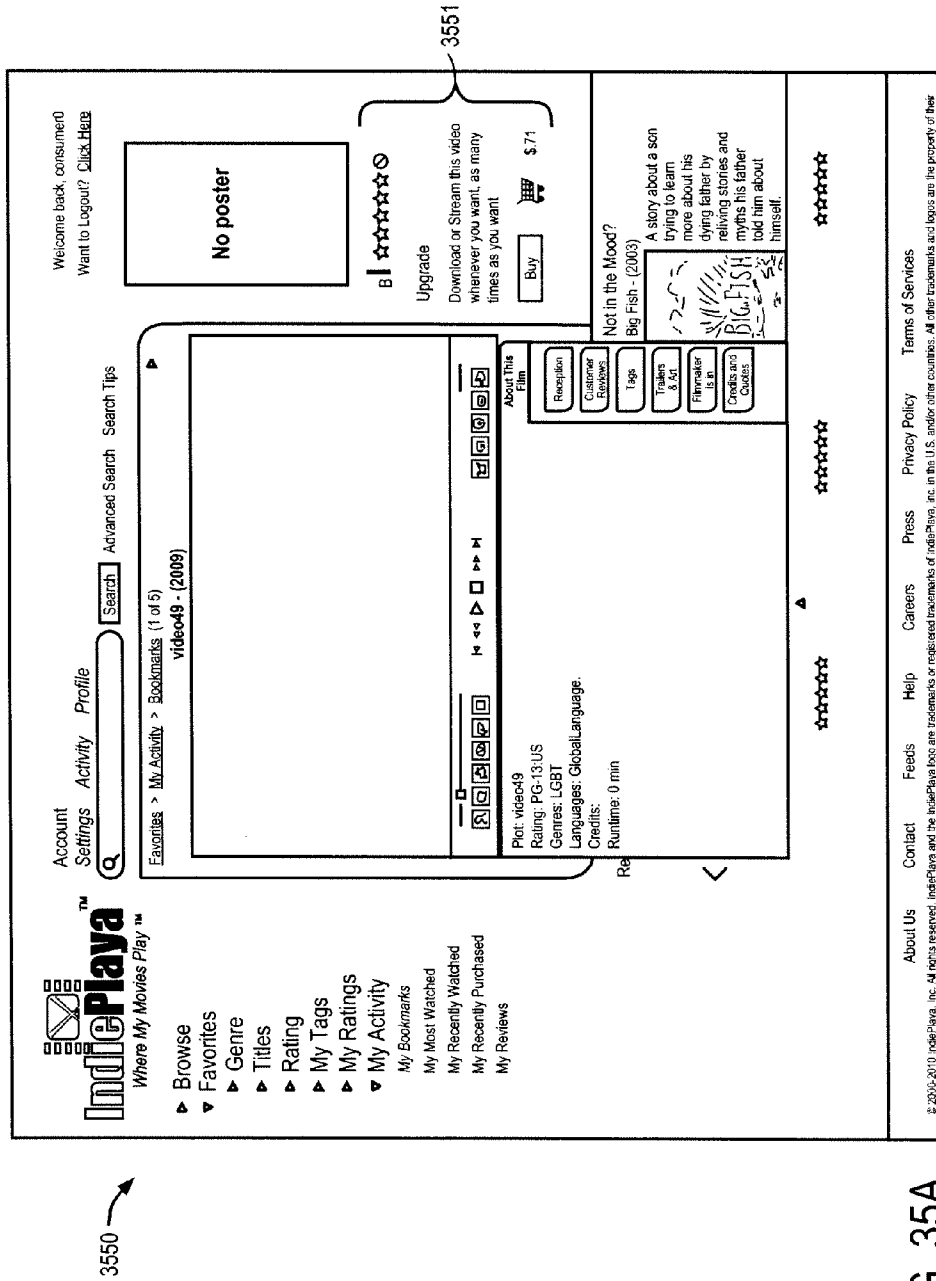 3550
IndiePlaya™
Where My Movies Play™
Account
Settings Activity Profile
Search Advanced Search Search Tips
Welcome back, consumer0
Want to Logout? Click Here
Browse
Favorites
Genre
Titles
Rating
My Tags
My Ratings
My Activity
My Bookmarks
My Most Watched
My Recently Watched
My Recently Purchased
My Reviews
Favorites > My Activity > Bookmarks (1 of 5)
video49 - (2009)
No poster
B
Upgrade
Download or Stream this video
whenever you want, as many
times as you want
Buy $.71
3551
Plot: video49
Rating: PG-13:US
Genres: LGBT
Languages: GlobalLanguage.
Credits:
Runtime: 0 min
About This
Film
Reception
Customer
Reviews
Tags
Trailers
& Art
Filmmaker
Is in
Credits and
Quotes
Re
Not in the Mood?
Big Fish - (2003)
BIG FISH
A story about a son
trying to learn
more about his
dying father by
reliving stories and
myths his father
told him about
himself.
About Us Contact Feeds Help Careers Press Privacy Policy Terms of Services
© 2000-2010 IndiePlaya, Inc. All rights reserved. IndiePlaya and the IndiePlaya logo are trademarks or registered trademarks of IndiePlaya, Inc. in the U.S. and/or other countries. All other trademarks and logos are the property of their
35A